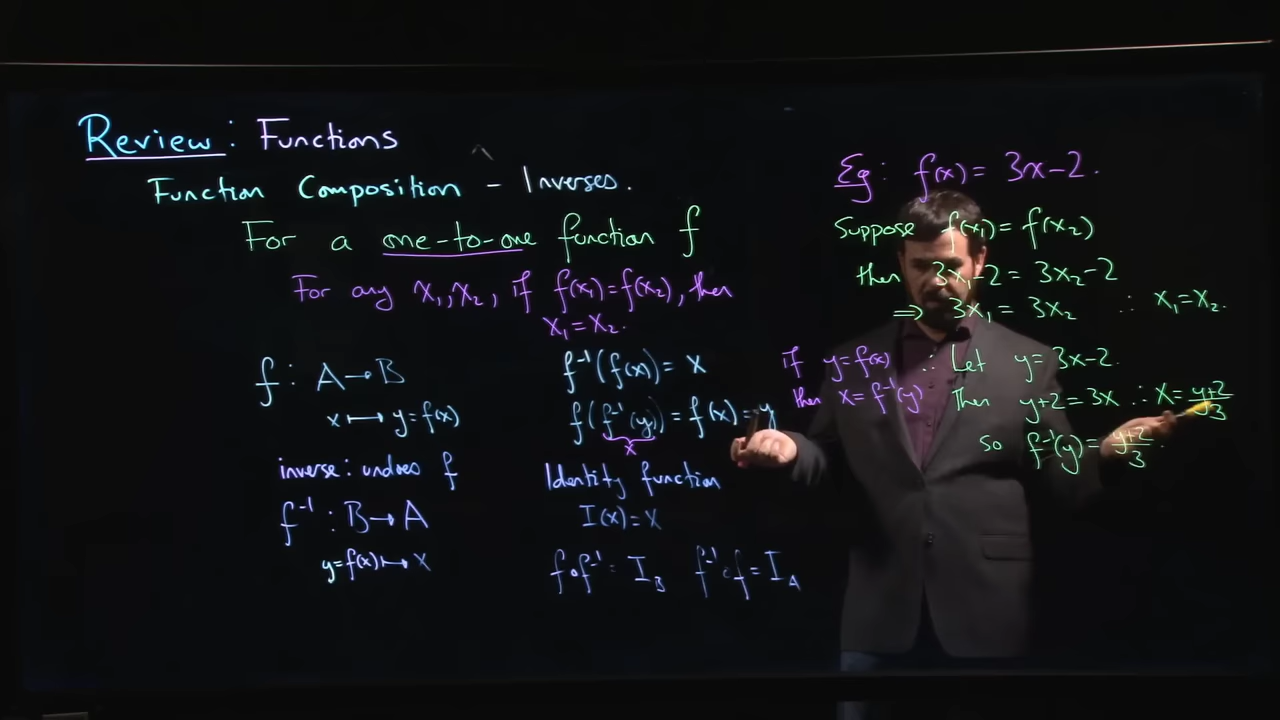 Review: Functions
Function Composition – Inverses.
For a one-to-one function f
For any x₁, x₂, if f(x₁) = f(x₂), then
x₁ = x₂.
f : A → B
x ⟼ y = f(x)
inverse: undoes f
f⁻¹ : B → A
y = f(x) ⟼ x
f⁻¹(f(x)) = x
f(f⁻¹(y)) = f(x) = y
x
Identity function
I(x) = x
f∘f⁻¹ = I_B f⁻¹∘f = I_A
Eg: f(x) = 3x – 2.
Suppose f(x₁) = f(x₂)
then 3x₁ – 2 = 3x₂ – 2
⇒ 3x₁ = 3x₂ ∴ x₁ = x₂.
if y = f(x) ∴ Let y = 3x – 2.
then x = f⁻¹(y) Then y + 2 = 3x ∴ x = (y+2)/3
So f⁻¹(y) = (y+2)/3.